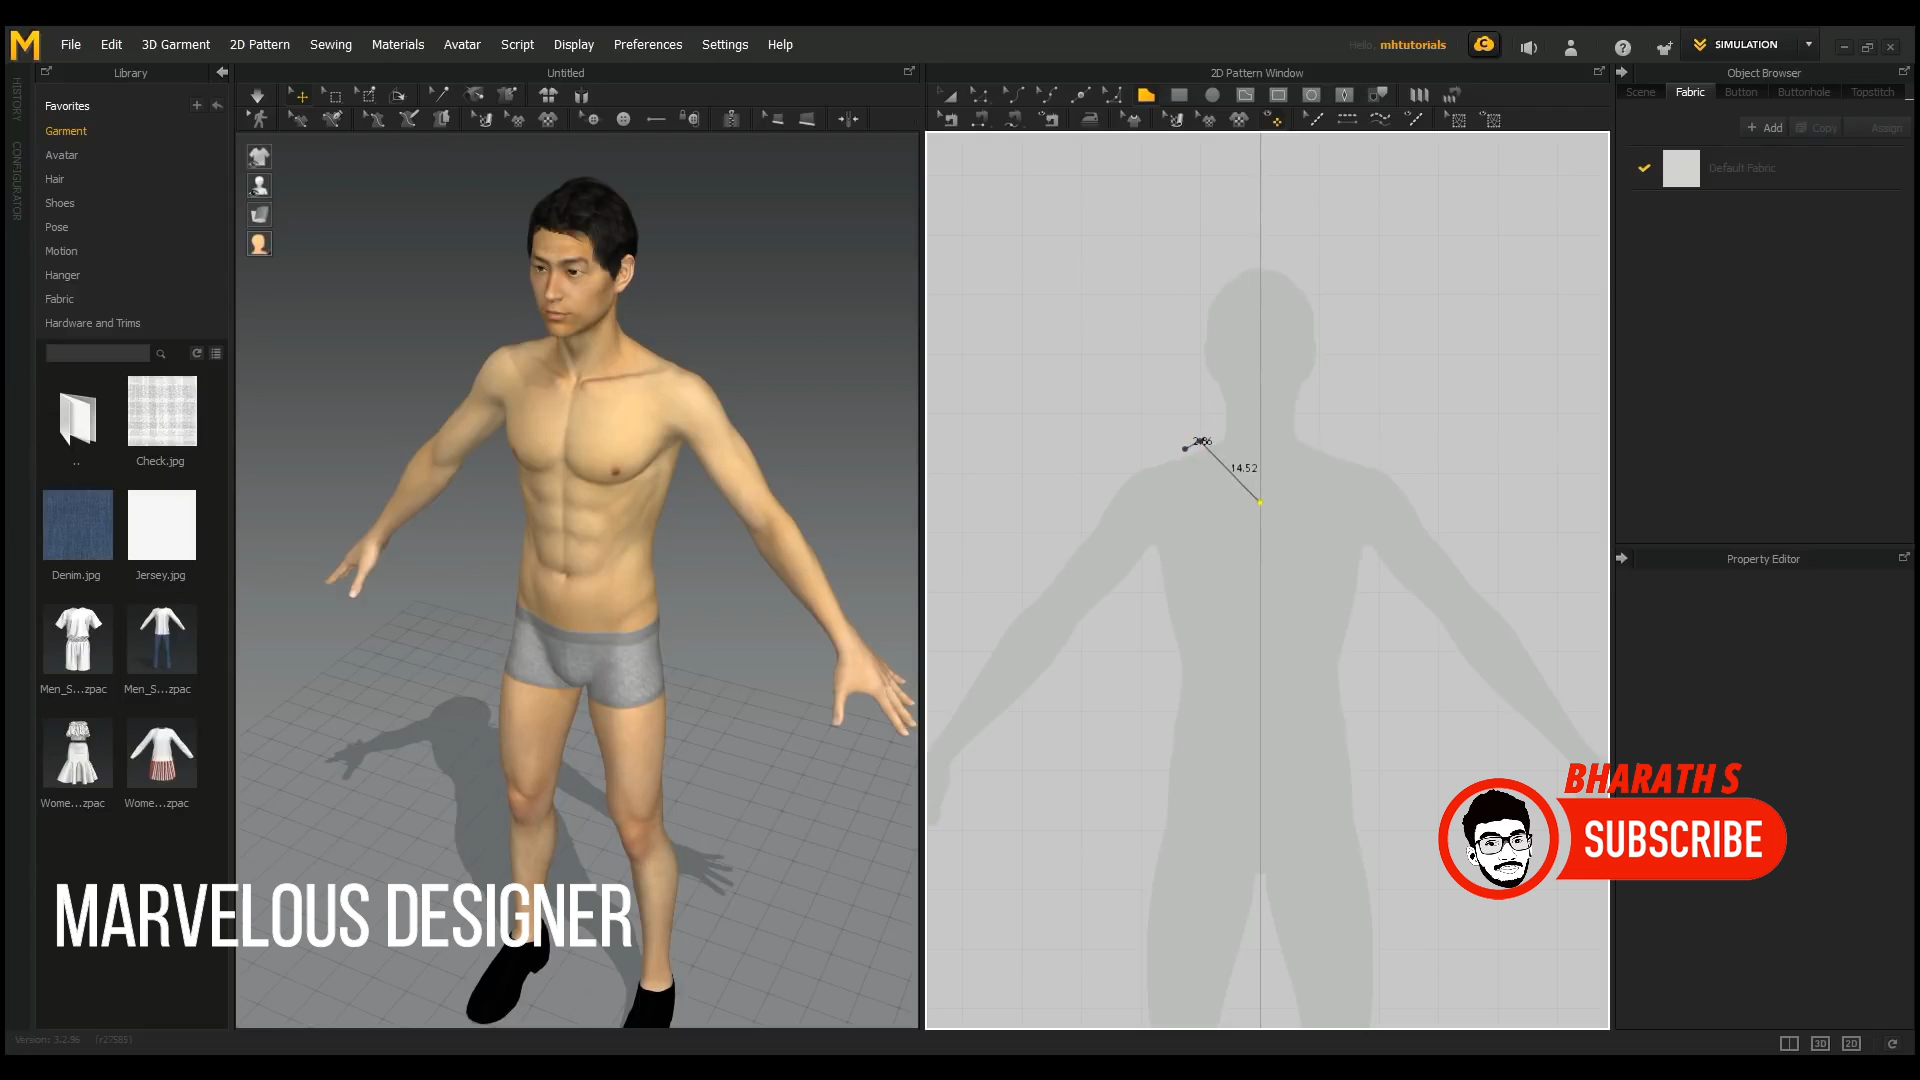 M File Edit 3D Garment 2D Pattern Sewing Materials Avatar Script Display Preferences Settings Help
Hello, mhtutorials
C
?
SIMULATION
Library
Untitled
2D Pattern Window
Object Browser
HISTORY
CONFIGURATOR
Favorites
Garment
Avatar
Hair
Shoes
Pose
Motion
Hanger
Fabric
Hardware and Trims
..
Check.jpg
Denim.jpg
Jersey.jpg
Men_S...zpac
Men_S...zpac
Wome...zpac
Wome...zpac
14.52
Scene Fabric Button Buttonhole Topstitch
+ Add Copy Assign
Default Fabric
Property Editor
BHARATH S
SUBSCRIBE
MARVELOUS DESIGNER
Version: 3.2.96 (r27585)
3D 2D